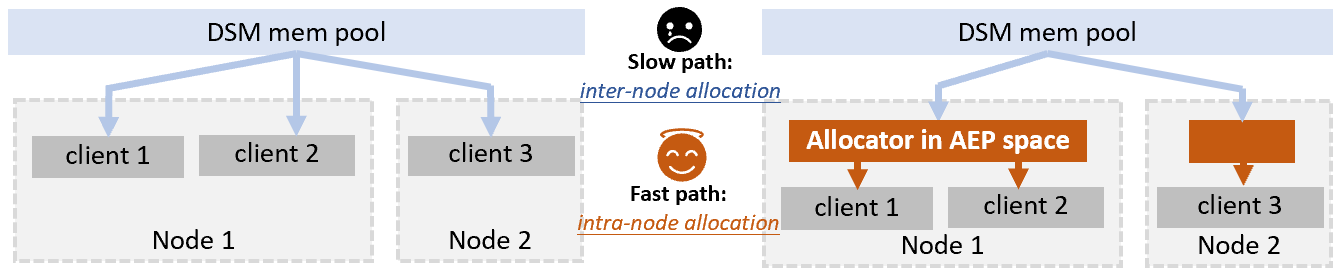 DSM mem pool
client 1
client 2
client 3
Node 1
Node 2
Slow path:
inter-node allocation
Fast path:
intra-node allocation
DSM mem pool
Allocator in AEP space
client 1
client 2
client 3
Node 1
Node 2